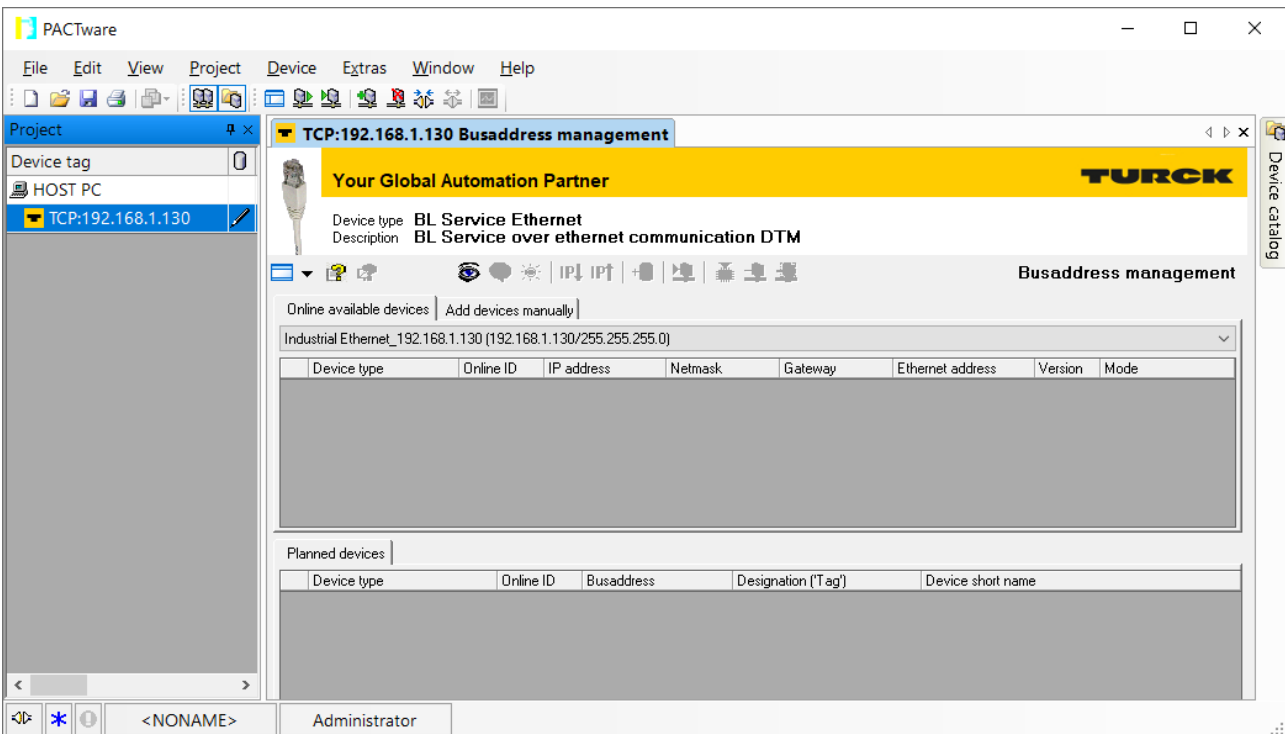 PACTware
File Edit View Project Device Extras Window Help
Project
Device tag
HOST PC
TCP:192.168.1.130
TCP:192.168.1.130 Busaddress management
Your Global Automation Partner
TURCK
Device type BL Service Ethernet
Description BL Service over ethernet communication DTM
IP IP
Busaddress management
Online available devices Add devices manually
Industrial Ethernet_192.168.1.130 (192.168.1.130/255.255.255.0)
Device type Online ID IP address Netmask Gateway Ethernet address Version Mode
Planned devices
Device type Online ID Busaddress Designation ('Tag') Device short name
Device catalog
<NONAME> Administrator